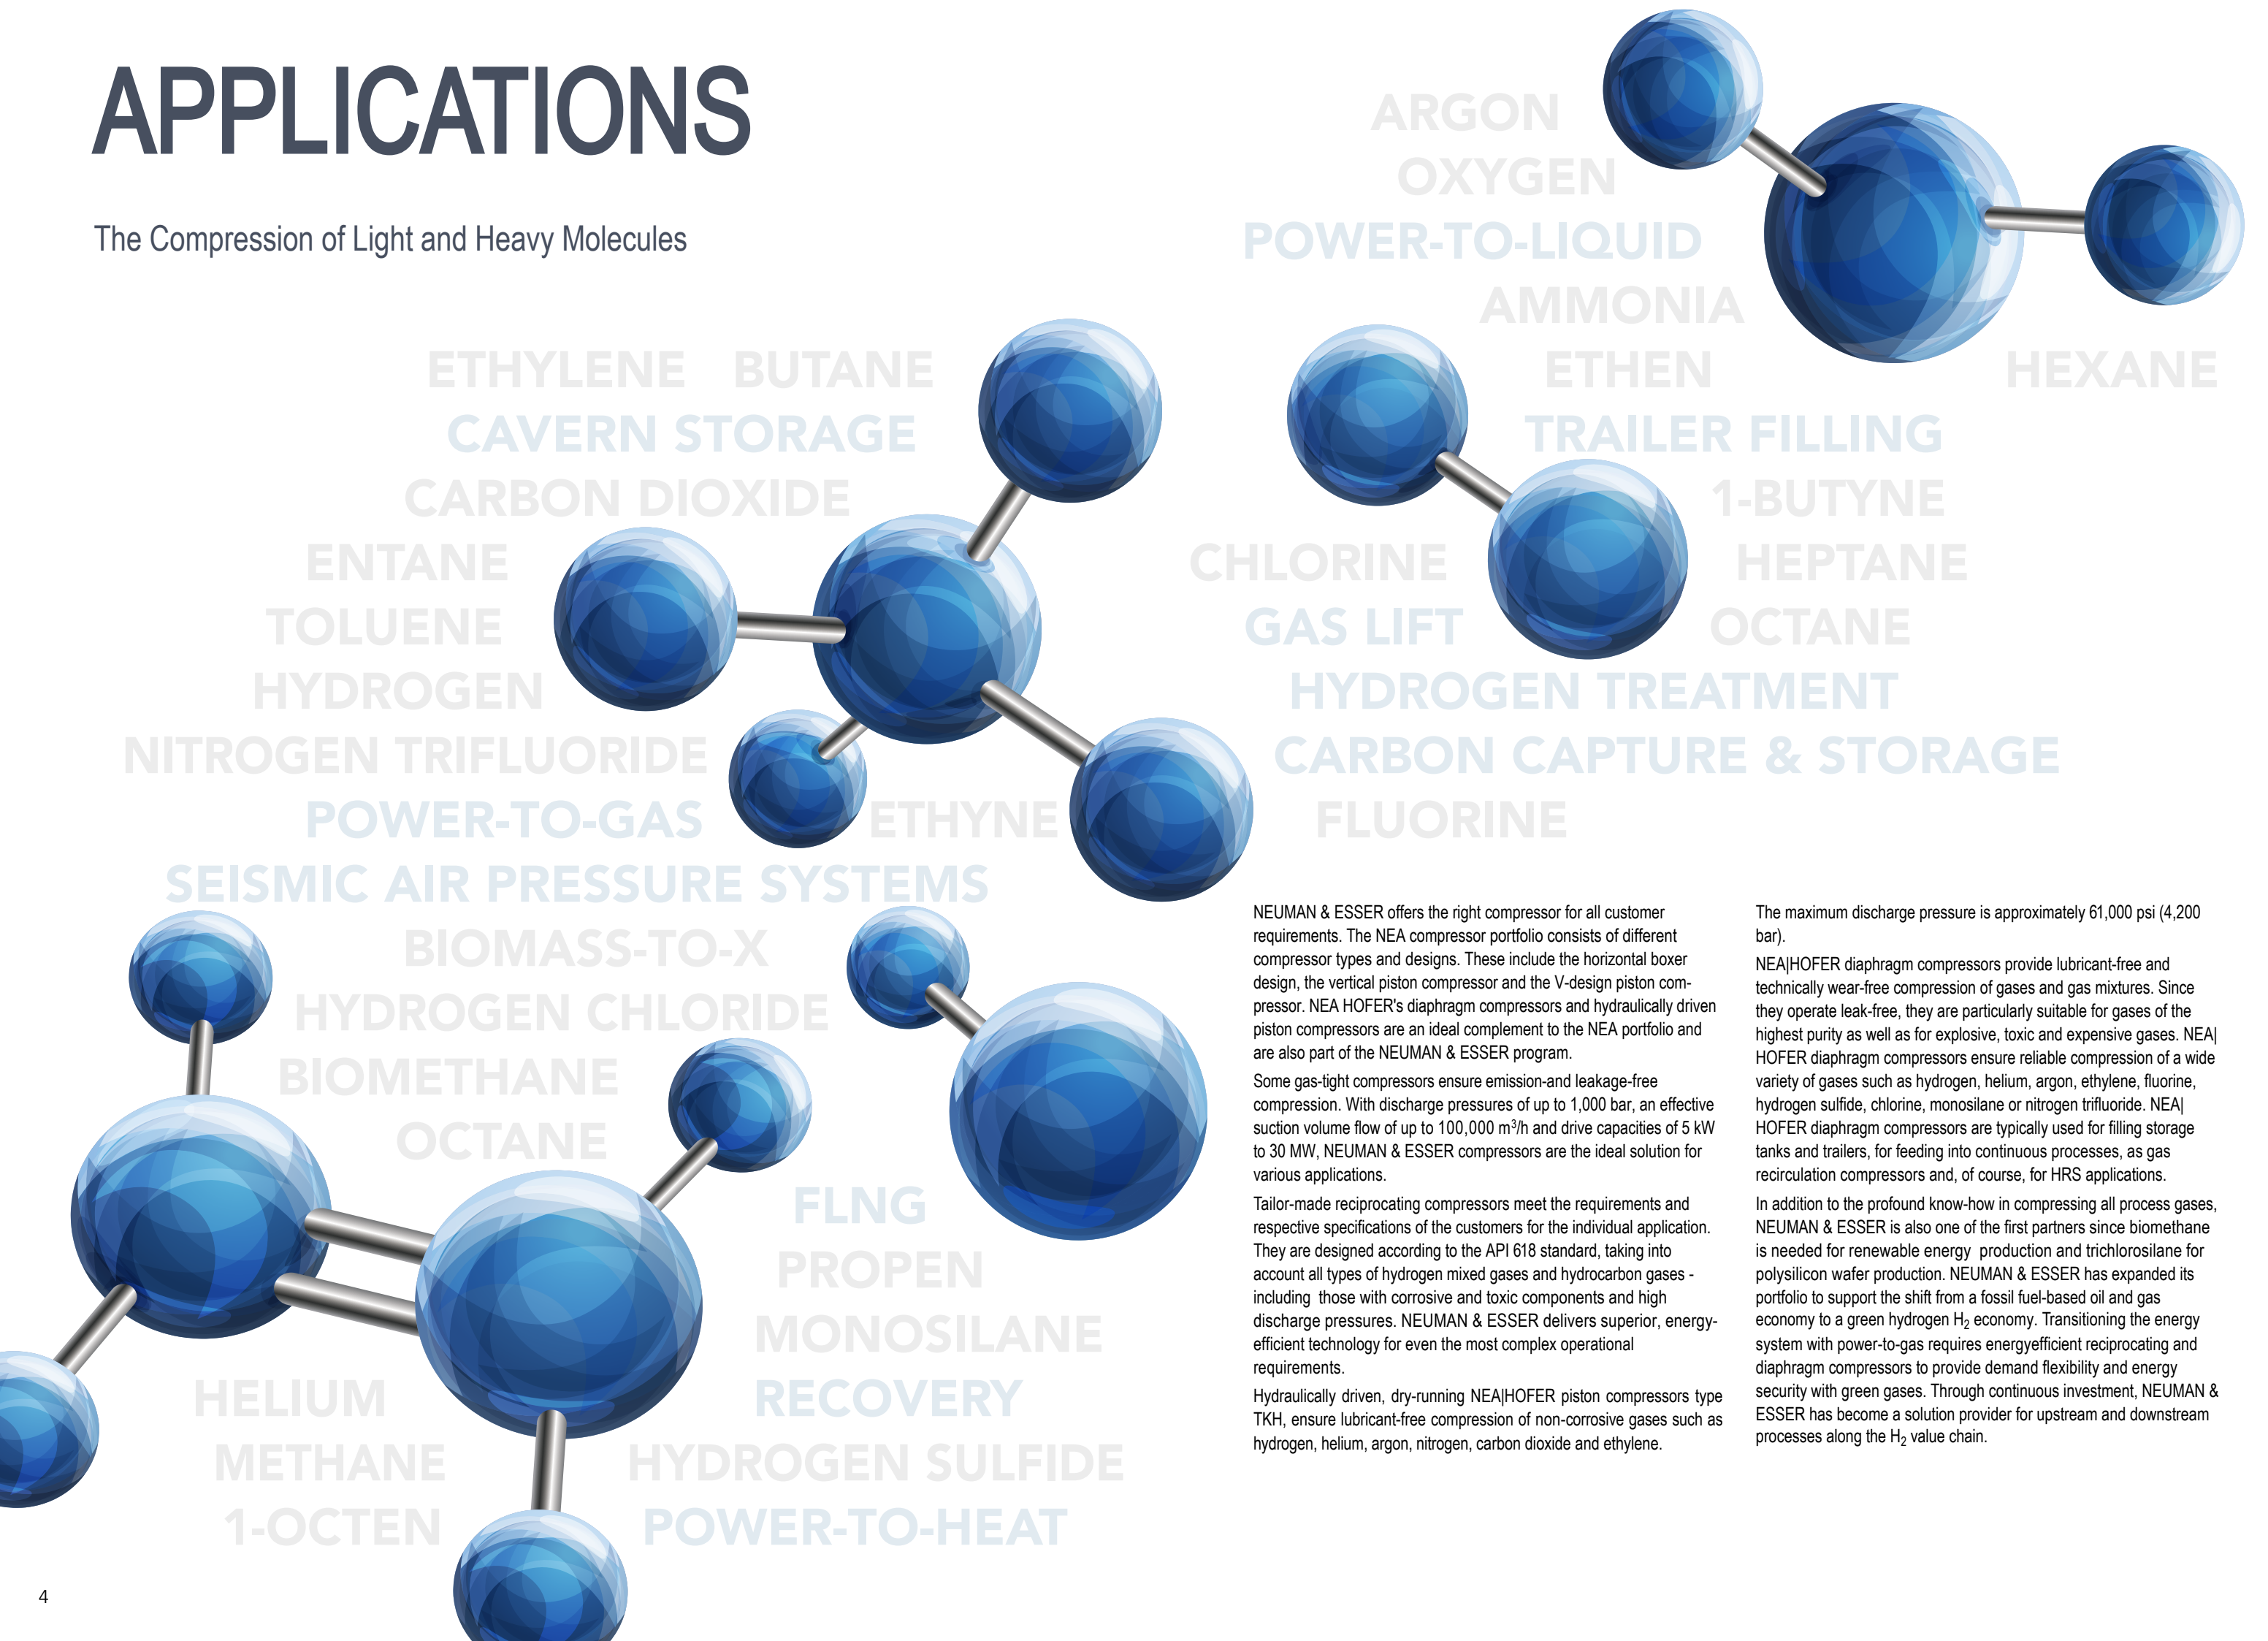 APPLICATIONS
The Compression of Light and Heavy Molecules
ARGON
OXYGEN
POWER-TO-LIQUID
AMMONIA
ETHYLENE BUTANE
ETHEN HEXANE
CAVERN STORAGE
TRAILER FILLING
CARBON DIOXIDE
1-BUTYNE
ENTANE
CHLORINE HEPTANE
TOLUENE
GAS LIFT OCTANE
HYDROGEN
HYDROGEN TREATMENT
NITROGEN TRIFLUORIDE
CARBON CAPTURE & STORAGE
POWER-TO-GAS ETHYNE
FLUORINE
SEISMIC AIR PRESSURE SYSTEMS
BIOMASS-TO-X
HYDROGEN CHLORIDE
BIOMETHANE
OCTANE
FLNG
PROPEN
MONOSILANE
HELIUM RECOVERY
METHANE HYDROGEN SULFIDE
1-OCTEN POWER-TO-HEAT
NEUMAN & ESSER offers the right compressor for all customer
requirements. The NEA compressor portfolio consists of different
compressor types and designs. These include the horizontal boxer
design, the vertical piston compressor and the V-design piston com-
pressor. NEA HOFER's diaphragm compressors and hydraulically driven
piston compressors are an ideal complement to the NEA portfolio and
are also part of the NEUMAN & ESSER program.
Some gas-tight compressors ensure emission-and leakage-free
compression. With discharge pressures of up to 1,000 bar, an effective
suction volume flow of up to 100,000 m³/h and drive capacities of 5 kW
to 30 MW, NEUMAN & ESSER compressors are the ideal solution for
various applications.
Tailor-made reciprocating compressors meet the requirements and
respective specifications of the customers for the individual application.
They are designed according to the API 618 standard, taking into
account all types of hydrogen mixed gases and hydrocarbon gases -
including those with corrosive and toxic components and high
discharge pressures. NEUMAN & ESSER delivers superior, energy-
efficient technology for even the most complex operational
requirements.
Hydraulically driven, dry-running NEA|HOFER piston compressors type
TKH, ensure lubricant-free compression of non-corrosive gases such as
hydrogen, helium, argon, nitrogen, carbon dioxide and ethylene.
The maximum discharge pressure is approximately 61,000 psi (4,200
bar).
NEA|HOFER diaphragm compressors provide lubricant-free and
technically wear-free compression of gases and gas mixtures. Since
they operate leak-free, they are particularly suitable for gases of the
highest purity as well as for explosive, toxic and expensive gases. NEA|
HOFER diaphragm compressors ensure reliable compression of a wide
variety of gases such as hydrogen, helium, argon, ethylene, fluorine,
hydrogen sulfide, chlorine, monosilane or nitrogen trifluoride. NEA|
HOFER diaphragm compressors are typically used for filling storage
tanks and trailers, for feeding into continuous processes, as gas
recirculation compressors and, of course, for HRS applications.
In addition to the profound know-how in compressing all process gases,
NEUMAN & ESSER is also one of the first partners since biomethane
is needed for renewable energy production and trichlorosilane for
polysilicon wafer production. NEUMAN & ESSER has expanded its
portfolio to support the shift from a fossil fuel-based oil and gas
economy to a green hydrogen H₂ economy. Transitioning the energy
system with power-to-gas requires energyefficient reciprocating and
diaphragm compressors to provide demand flexibility and energy
security with green gases. Through continuous investment, NEUMAN &
ESSER has become a solution provider for upstream and downstream
processes along the H₂ value chain.
4